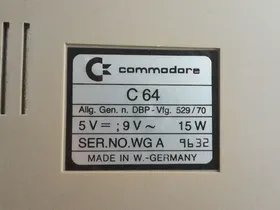 commodore
C 64
Allg. Gen. n. DBP-Vfg. 529/70
5 V = ; 9 V ~ 15 W
SER.NO.WG A 9632
MADE IN W.-GERMANY